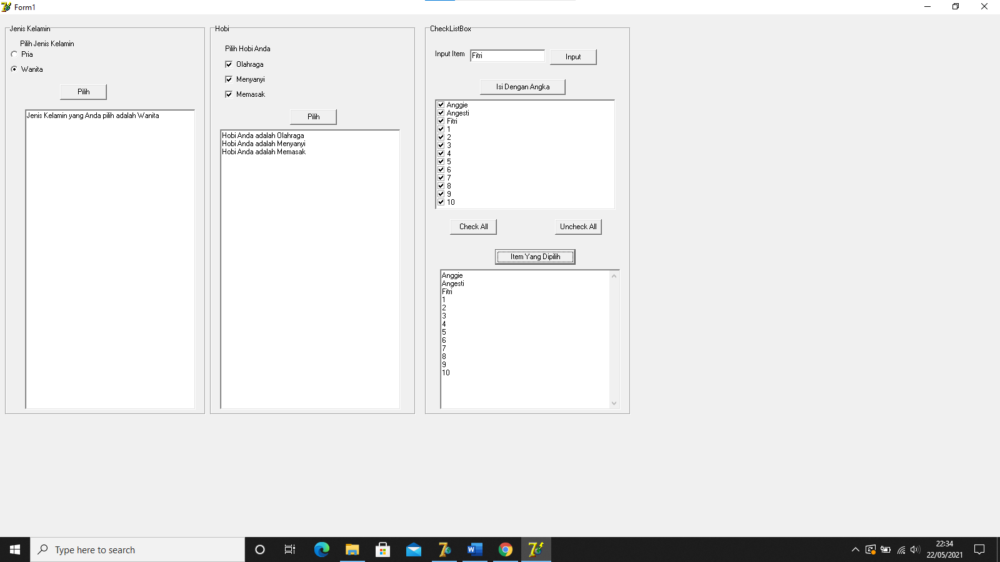 Form1
Jenis Kelamin
Pilih Jenis Kelamin
Pria
Wanita
Pilih
Jenis Kelamin yang Anda pilih adalah Wanita
Hobi
Pilih Hobi Anda
Olahraga
Menyanyi
Memasak
Pilih
Hobi Anda adalah Olahraga
Hobi Anda adalah Menyanyi
Hobi Anda adalah Memasak
CheckListBox
Input Item Fitri Input
Isi Dengan Angka
Anggie
Angesti
Fitri
1
2
3
4
5
6
7
8
9
10
Check All Uncheck All
Item Yang Dipilih
Anggie
Angesti
Fitri
1
2
3
4
5
6
7
8
9
10
Type here to search
22:34
22/05/2021